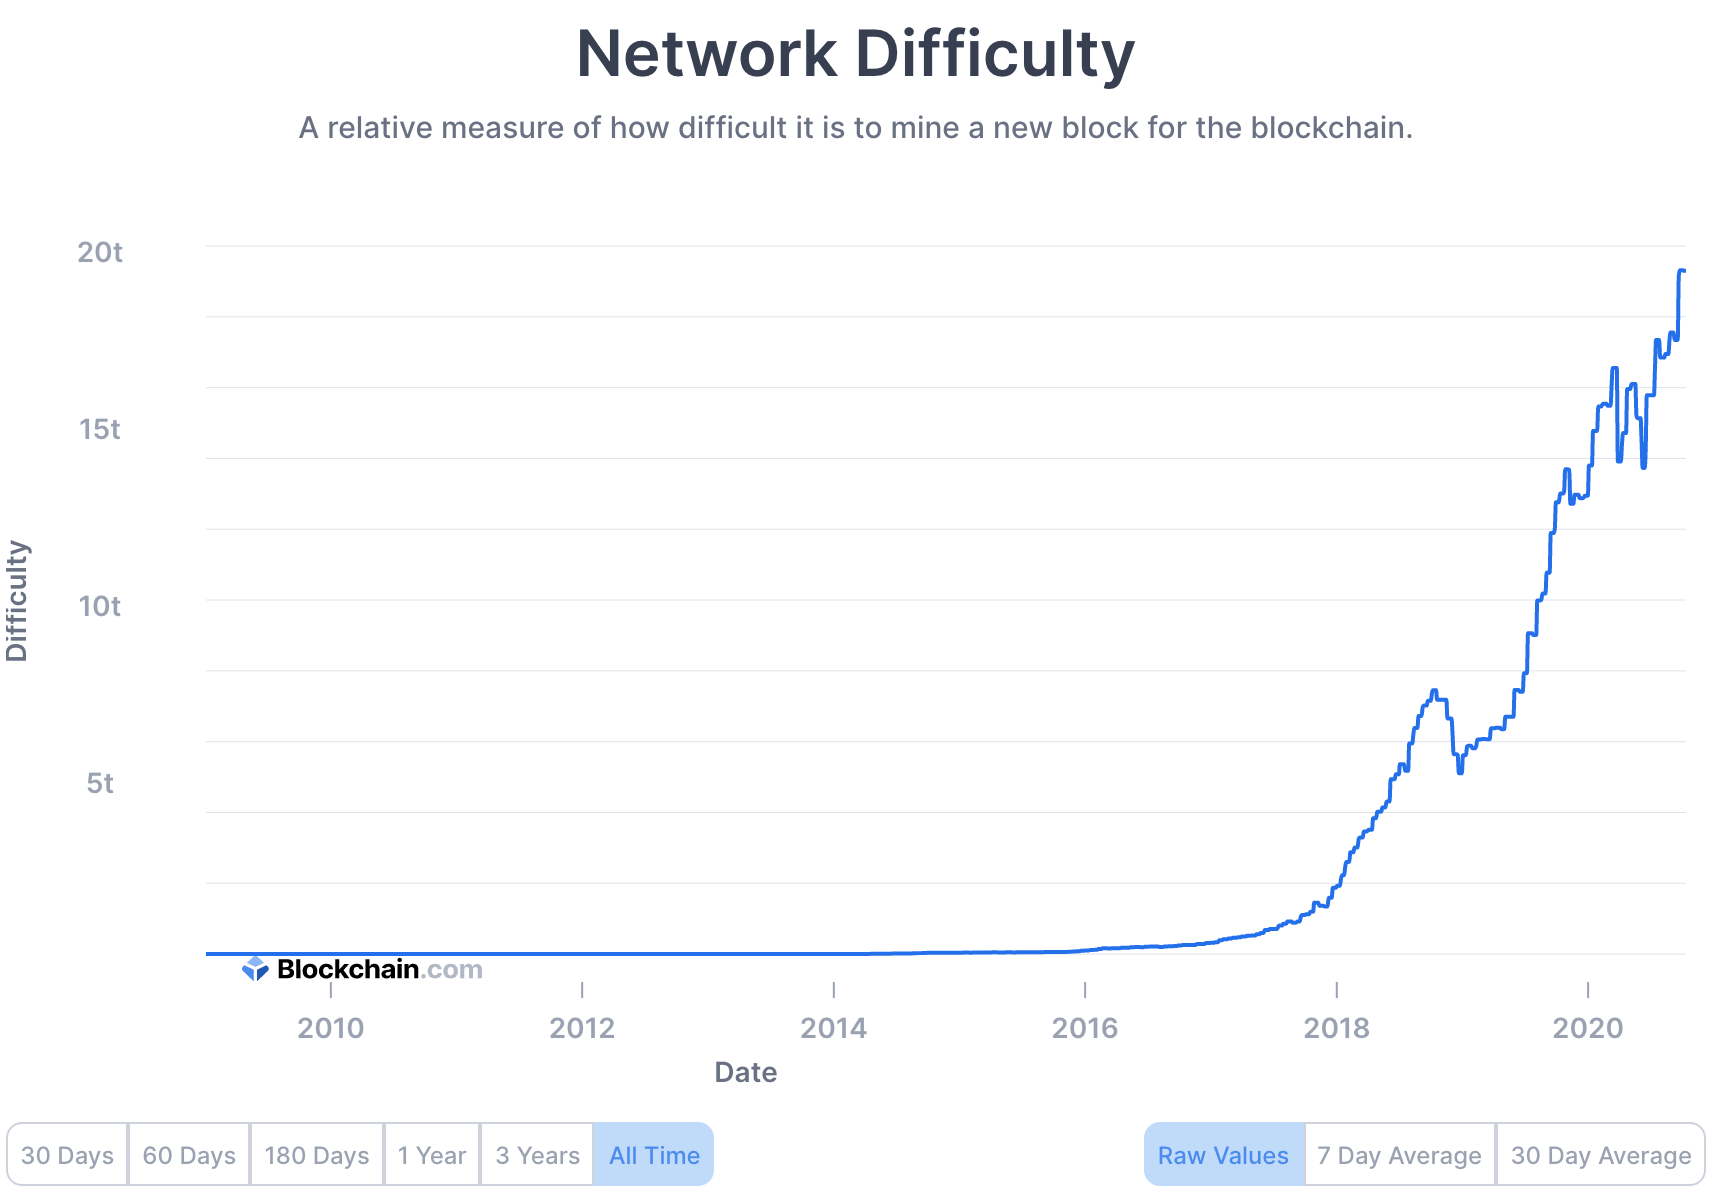 Network Difficulty
A relative measure of how difficult it is to mine a new block for the blockchain.
20t
15t
10t
5t
Difficulty
Blockchain.com
2010 2012 2014 2016 2018 2020
Date
30 Days 60 Days 180 Days 1 Year 3 Years All Time Raw Values 7 Day Average 30 Day Average